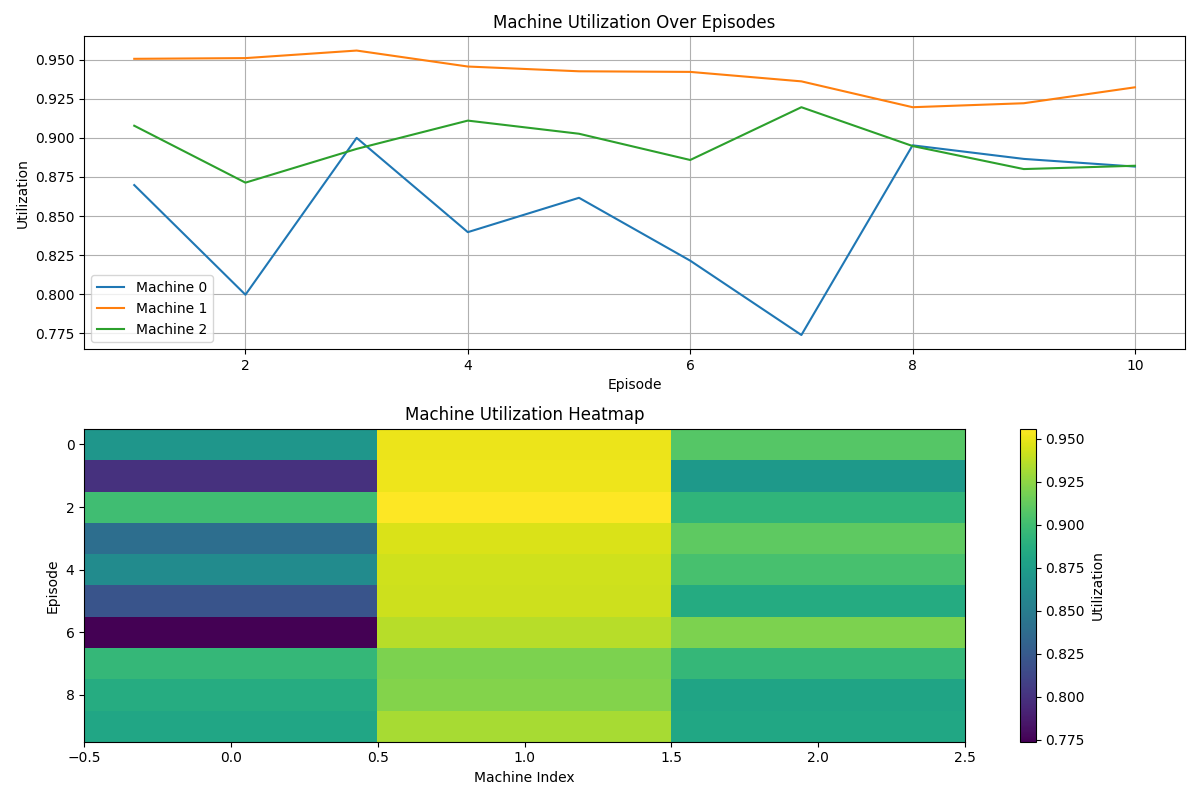 Machine Utilization Over Episodes
0.950
0.925
0.900
0.875
0.850
0.825
0.800
0.775
Utilization
Machine 0
Machine 1
Machine 2
2 4 6 8 10
Episode
Machine Utilization Heatmap
0
2
4
6
8
Episode
−0.5 0.0 0.5 1.0 1.5 2.0 2.5
Machine Index
0.950
0.925
0.900
0.875
0.850
0.825
0.800
0.775
Utilization